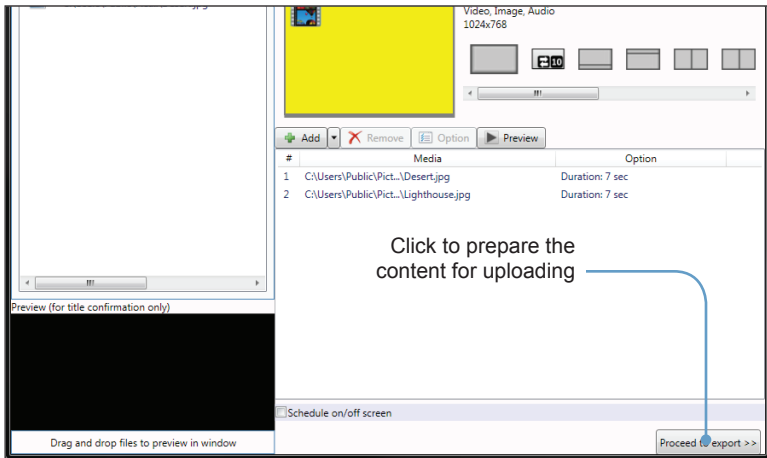 Video, Image, Audio
1024x768
10
Add Remove Option Preview
# Media Option
1 C:\Users\Public\Pict...\Desert.jpg Duration: 7 sec
2 C:\Users\Public\Pict...\Lighthouse.jpg Duration: 7 sec
Click to prepare the
content for uploading
Preview (for title confirmation only)
Schedule on/off screen
Drag and drop files to preview in window
Proceed to export >>